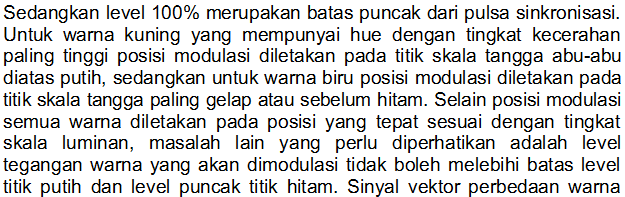 Sedangkan level 100% merupakan batas puncak dari pulsa sinkronisasi.
Untuk warna kuning yang mempunyai hue dengan tingkat kecerahan
paling tinggi posisi modulasi diletakan pada titik skala tangga abu-abu
diatas putih, sedangkan untuk warna biru posisi modulasi diletakan pada
titik skala tangga paling gelap atau sebelum hitam. Selain posisi modulasi
semua warna diletakan pada posisi yang tepat sesuai dengan tingkat
skala luminan, masalah lain yang perlu diperhatikan adalah level
tegangan warna yang akan dimodulasi tidak boleh melebihi batas level
titik putih dan level puncak titik hitam. Sinyal vektor perbedaan warna